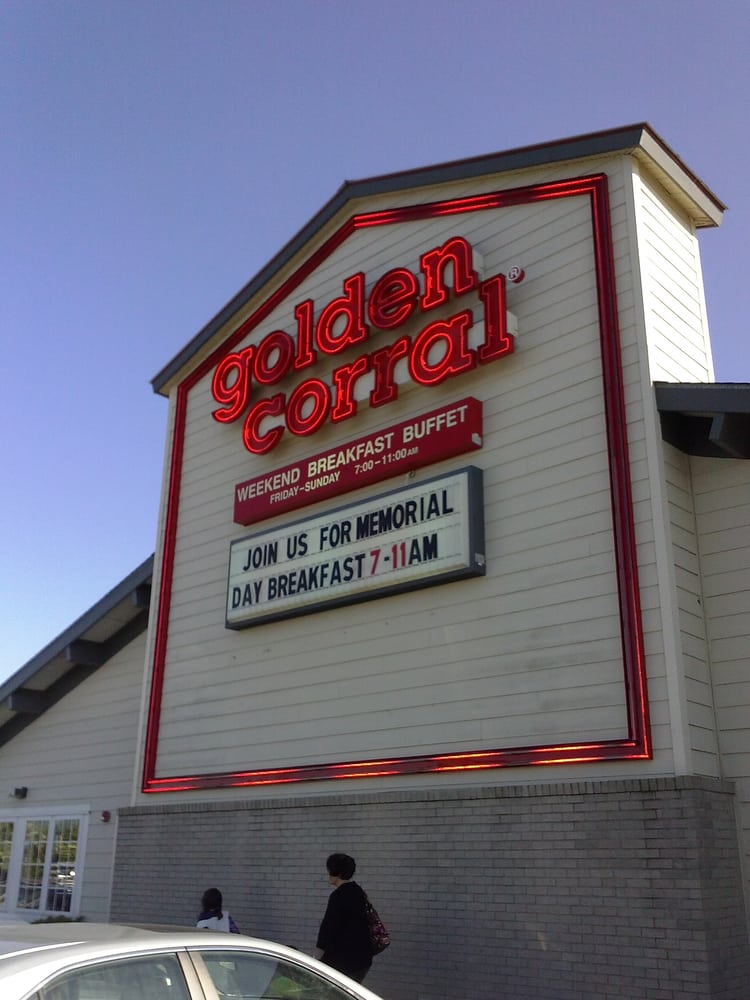 golden
corral®
WEEKEND BREAKFAST BUFFET
FRIDAY-SUNDAY 7:00-11:00AM
JOIN US FOR MEMORIAL
DAY BREAKFAST 7-11AM